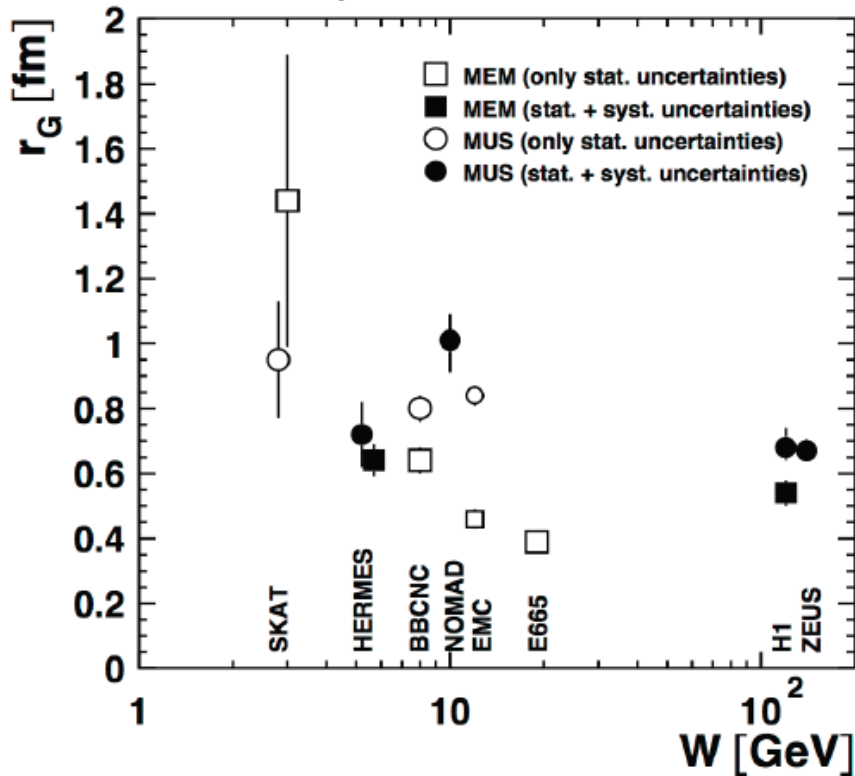 r_G [fm]
2
1.8
1.6
1.4
1.2
1
0.8
0.6
0.4
0.2
0
MEM (only stat. uncertainties)
MEM (stat. + syst. uncertainties)
MUS (only stat. uncertainties)
MUS (stat. + syst. uncertainties)
SKAT
HERMES
BBCNC
NOMAD
EMC
E665
H1
ZEUS
1
10
10^2
W [GeV]